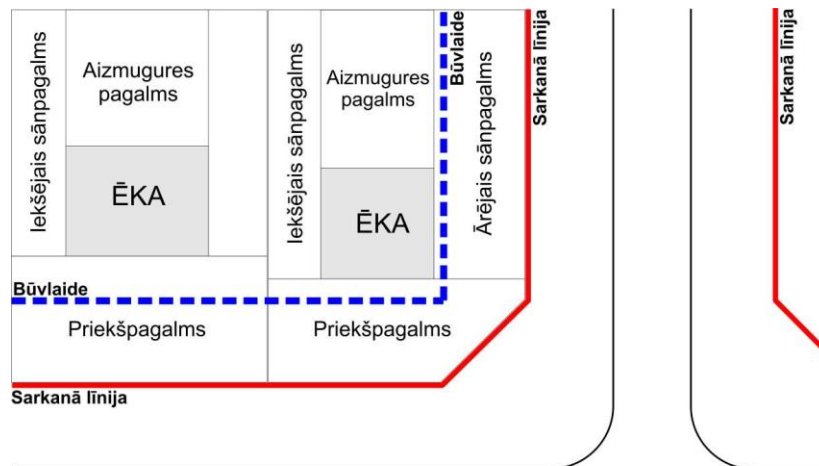 Iekšējais sānpagalms
Aizmugures
pagalms
ĒKA
Iekšējais sānpagalms
Aizmugures
pagalms
ĒKA
Būvlaide
Ārējais sānpagalms
Sarkanā līnija
Sarkanā līnija
Būvlaide
Priekšpagalms
Priekšpagalms
Sarkanā līnija